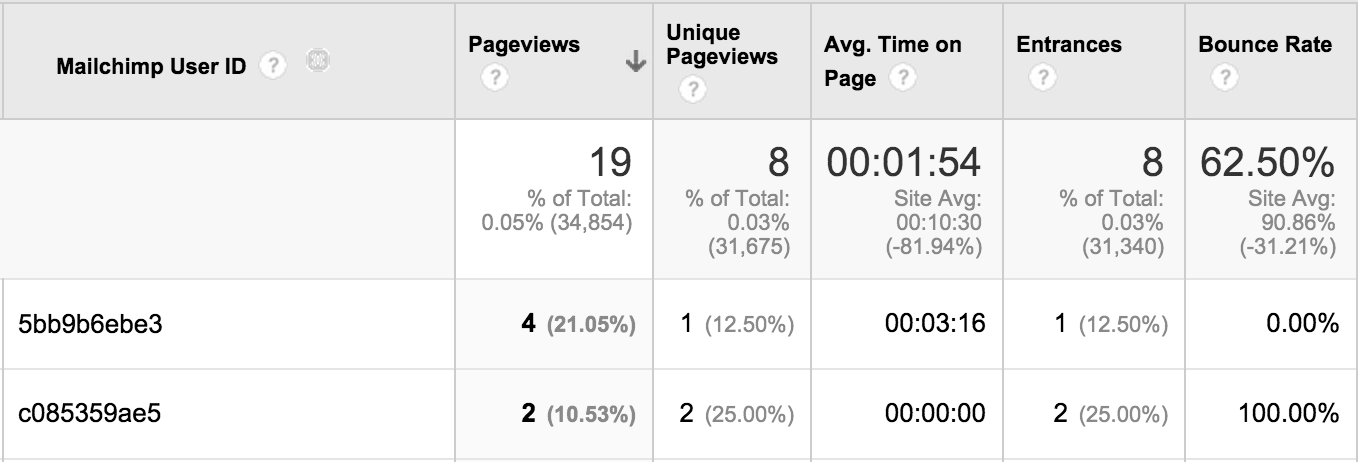 Mailchimp User ID ?
Pageviews ?
Unique Pageviews ?
Avg. Time on Page ?
Entrances ?
Bounce Rate ?
19
% of Total:
0.05% (34,854)
8
% of Total:
0.03%
(31,675)
00:01:54
Site Avg:
00:10:30
(-81.94%)
8
% of Total:
0.03%
(31,340)
62.50%
Site Avg:
90.86%
(-31.21%)
5bb9b6ebe3 4 (21.05%) 1 (12.50%) 00:03:16 1 (12.50%) 0.00%
c085359ae5 2 (10.53%) 2 (25.00%) 00:00:00 2 (25.00%) 100.00%